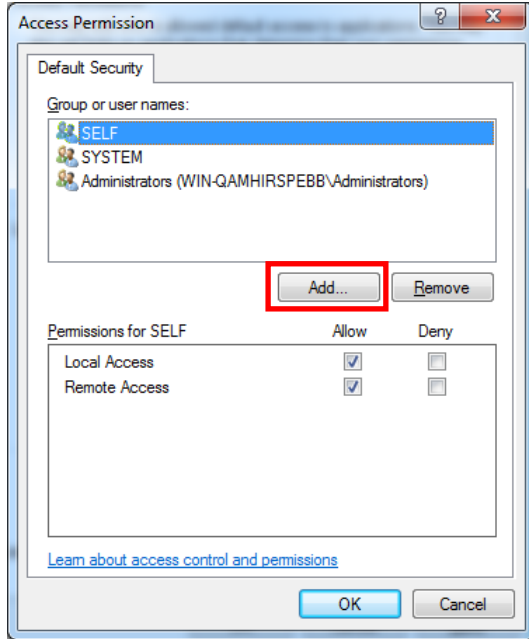 Access Permission
Default Security
Group or user names:
SELF
SYSTEM
Administrators (WIN-QAMHIRSPEBB\Administrators)
Add... Remove
Permissions for SELF Allow Deny
Local Access
Remote Access
Learn about access control and permissions
OK Cancel